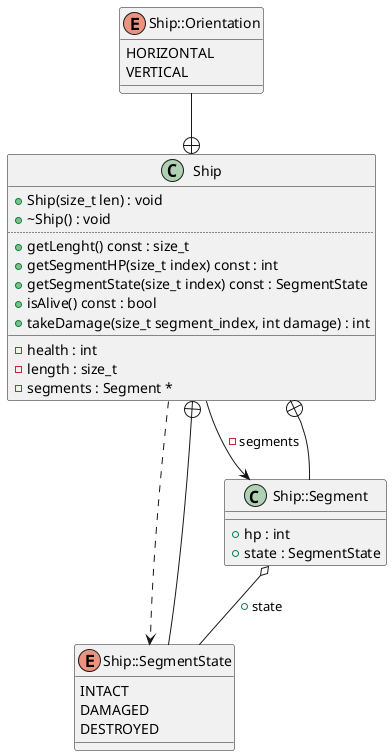 E Ship::Orientation
HORIZONTAL
VERTICAL
C Ship
Ship(size_t len) : void
~Ship() : void
getLenght() const : size_t
getSegmentHP(size_t index) const : int
getSegmentState(size_t index) const : SegmentState
isAlive() const : bool
takeDamage(size_t segment_index, int damage) : int
health : int
length : size_t
segments : Segment *
segments
C Ship::Segment
hp : int
state : SegmentState
state
E Ship::SegmentState
INTACT
DAMAGED
DESTROYED